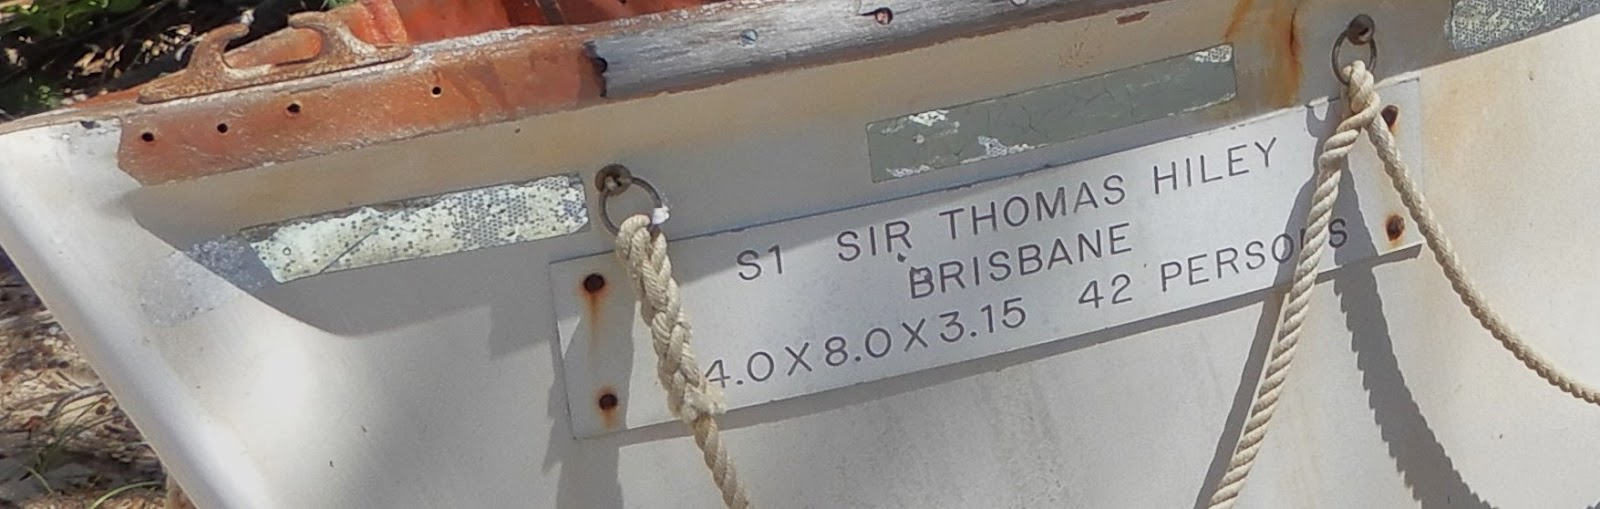 S1 SIR THOMAS HILEY
BRISBANE
4.0X8.0X3.15 42 PERSONS